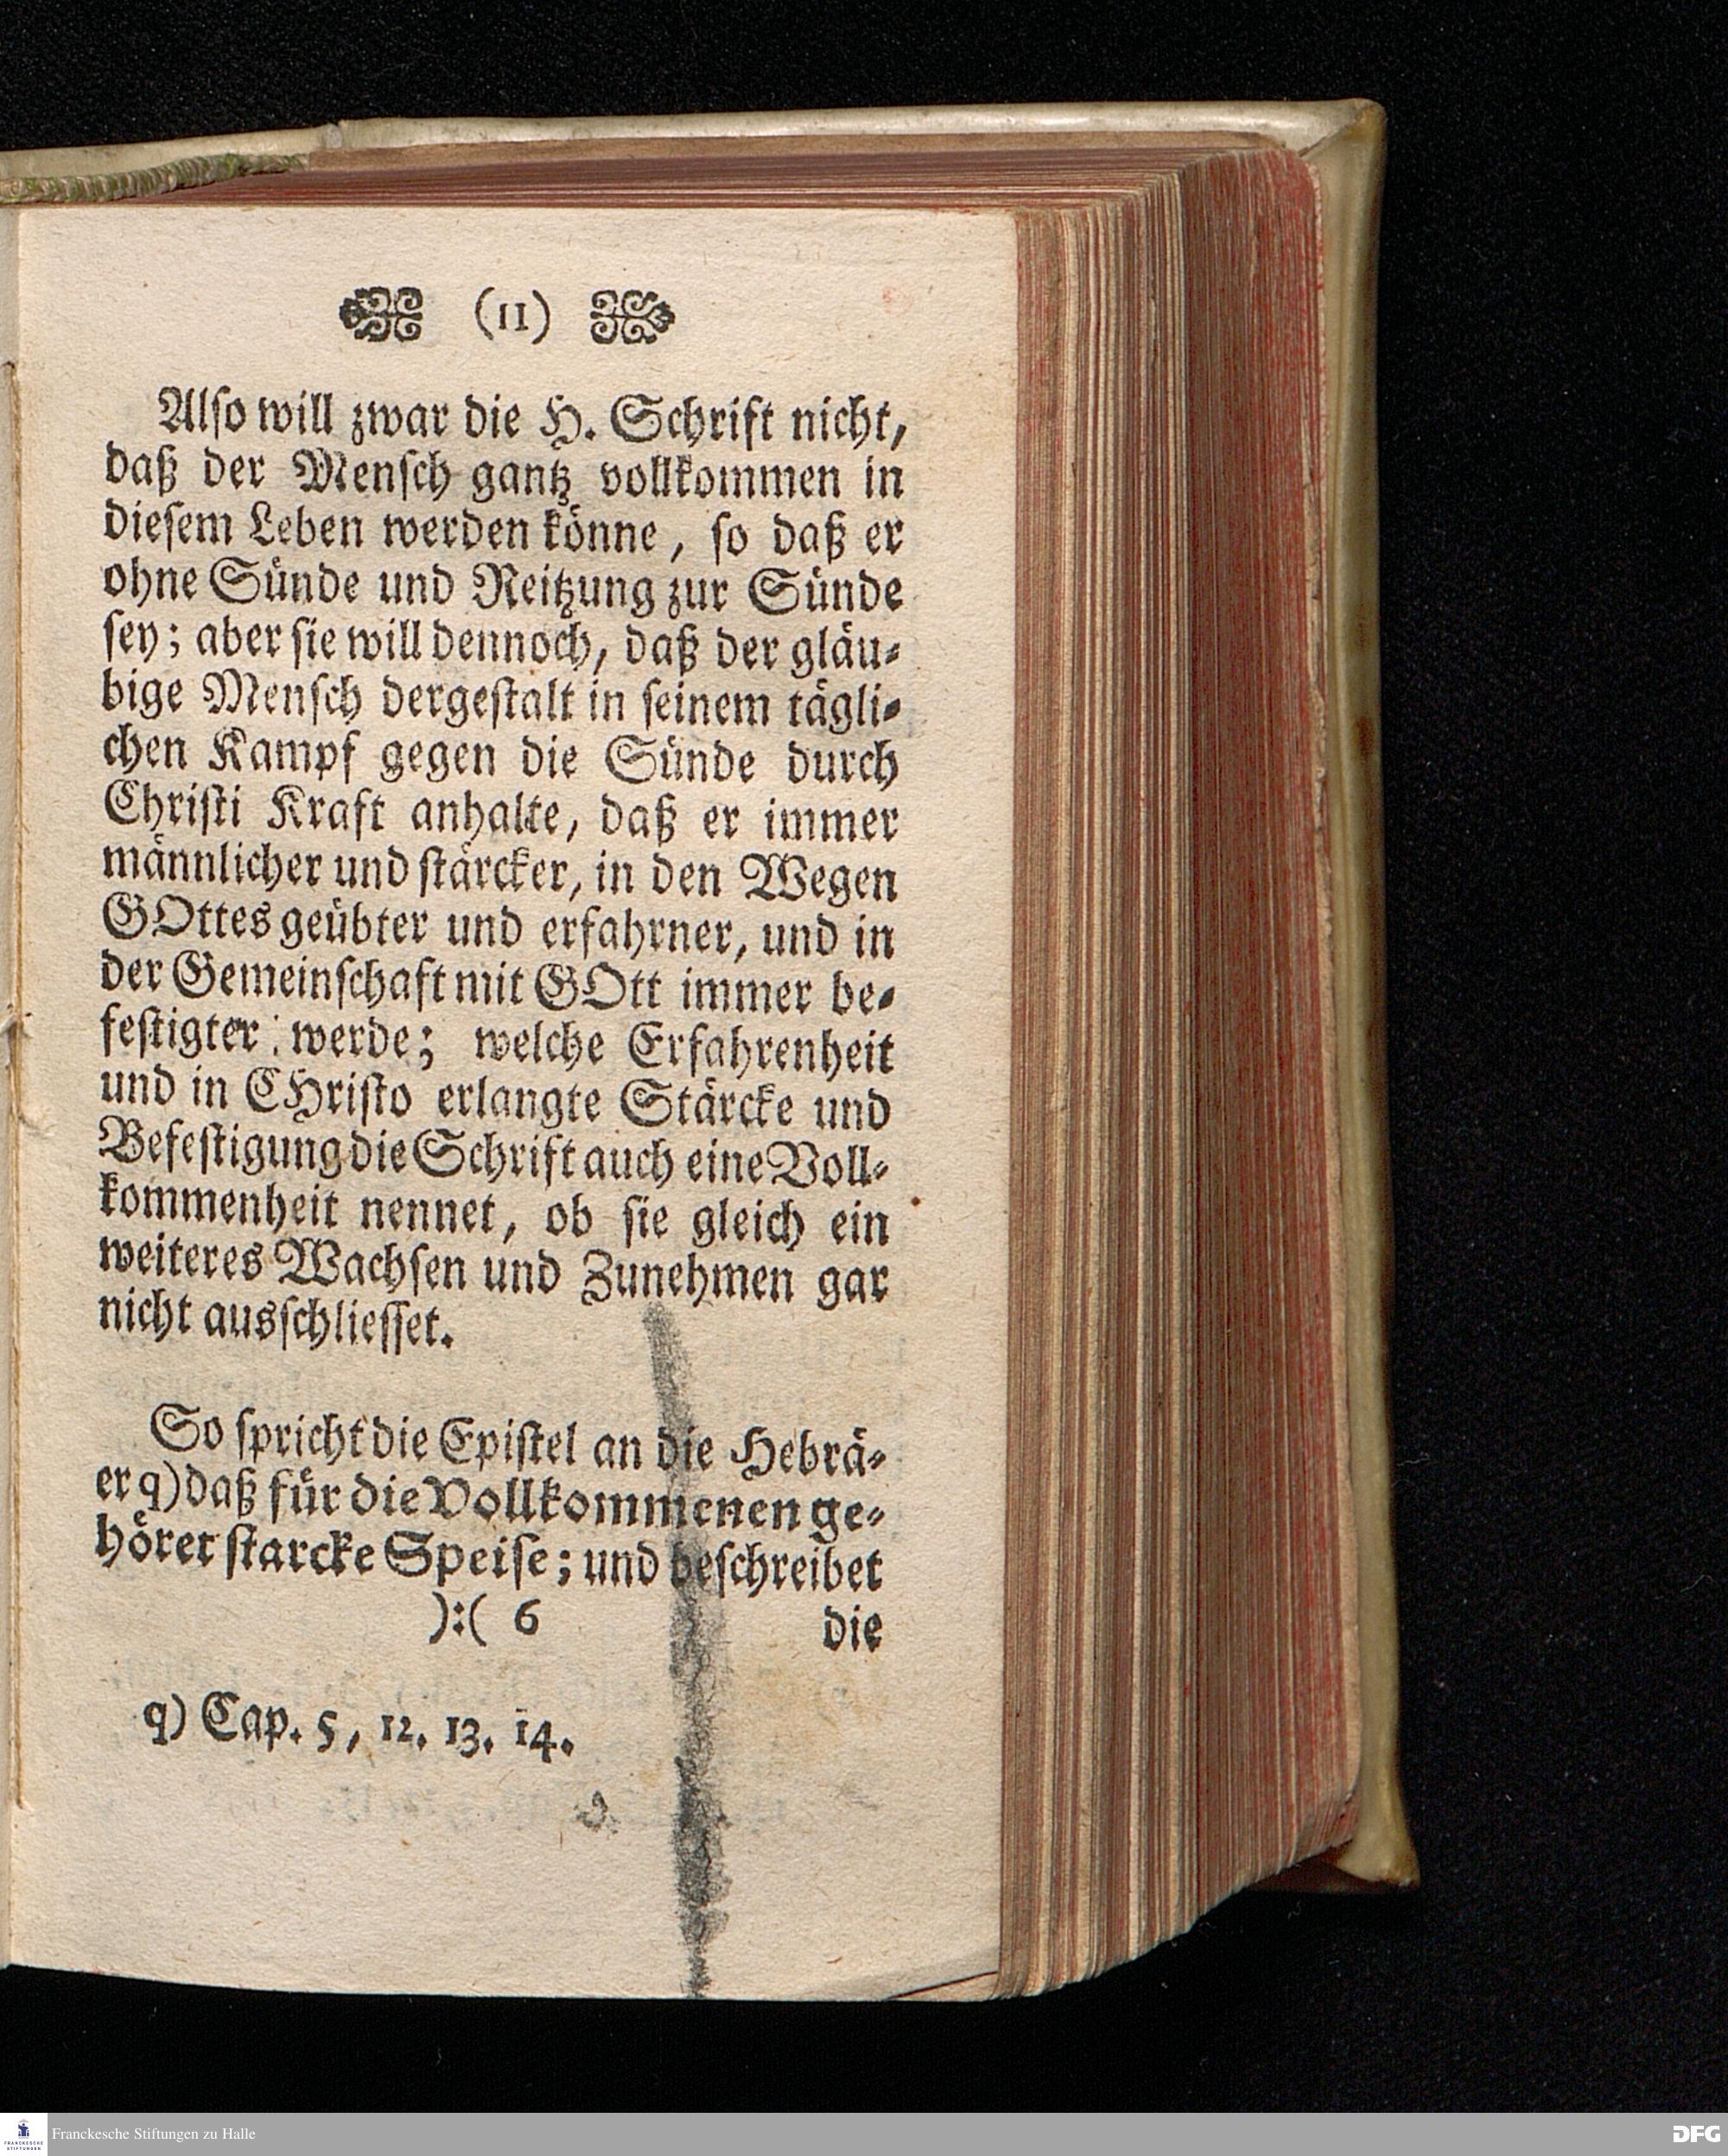 (11)
Also will zwar die H. Schrift nicht,
daß der Mensch gantz vollkommen in
diesem Leben werden könne, so daß er
ohne Sünde und Reitzung zur Sünde
sey; aber sie will dennoch, daß der gläu-
bige Mensch dergestalt in seinem tägli-
chen Kampf gegen die Sünde durch
Christi Kraft anhalte, daß er immer
männlicher und stärcker, in den Wegen
GOttes geübter und erfahrner, und in
der Gemeinschaft mit GOtt immer be-
festigter werde; welche Erfahrenheit
und in CHristo erlangte Stärcke und
Befestigung die Schrift auch eine Voll-
kommenheit nennet, ob sie gleich ein
weiteres Wachsen und Zunehmen gar
nicht ausschliesset.
So spricht die Epistel an die Hebrä-
er q) daß für die Vollkommenen ge-
höret starcke Speise; und beschreibet
):( 6 die
q) Cap. 5, 12. 13. 14.
Franckesche Stiftungen zu Halle
FRANCKESCHE
STIFTUNGEN
DFG